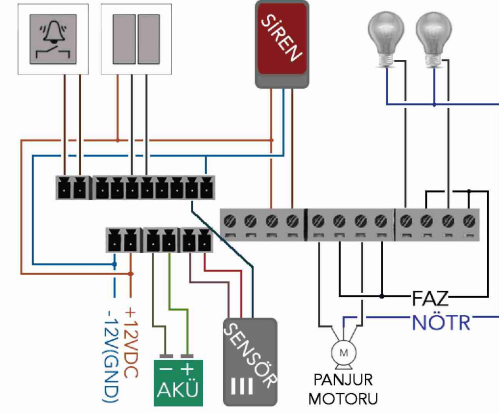 SİREN
FAZ
NÖTR
-12V(GND)
+12VDC
- +
AKÜ
SENSÖR
M
PANJUR
MOTORU